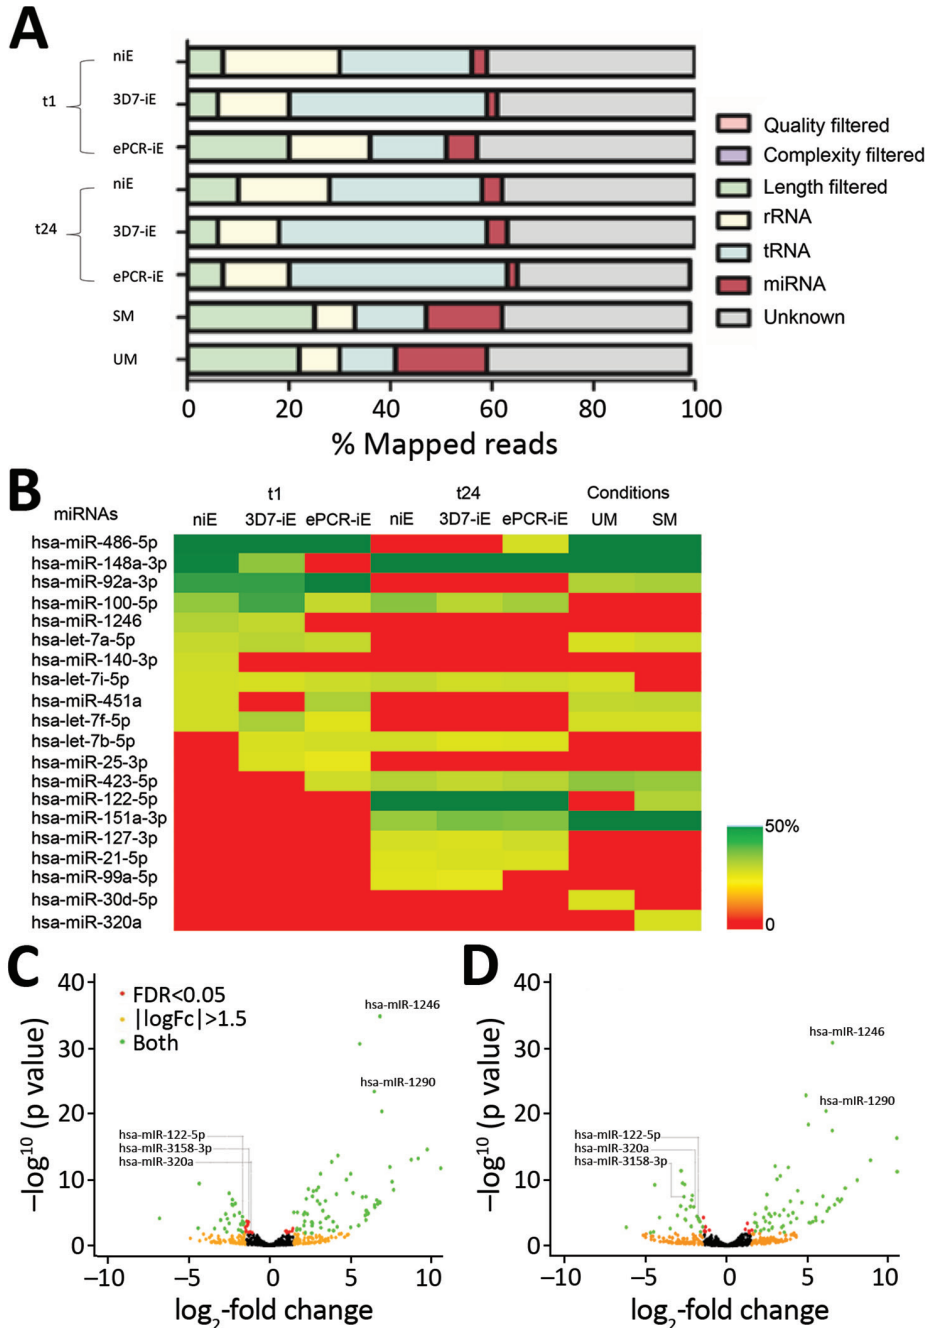 A
niE
t1
3D7-iE
ePCR-iE
niE
t24
3D7-iE
ePCR-iE
SM
UM
Quality filtered
Complexity filtered
Length filtered
rRNA
tRNA
miRNA
Unknown
0 20 40 60 80 100
% Mapped reads
B
t1 t24 Conditions
miRNAs niE 3D7-iE ePCR-iE niE 3D7-iE ePCR-iE UM SM
hsa-miR-486-5p
hsa-miR-148a-3p
hsa-miR-92a-3p
hsa-miR-100-5p
hsa-miR-1246
hsa-let-7a-5p
hsa-miR-140-3p
hsa-let-7i-5p
hsa-miR-451a
hsa-let-7f-5p
hsa-let-7b-5p
hsa-miR-25-3p
hsa-miR-423-5p
hsa-miR-122-5p
hsa-miR-151a-3p
hsa-miR-127-3p
hsa-miR-21-5p
hsa-miR-99a-5p
hsa-miR-30d-5p
hsa-miR-320a
50%
0
C
FDR<0.05
|logFc|>1.5
Both
hsa-mIR-1246
hsa-mIR-1290
hsa-mIR-122-5p
hsa-mIR-3158-3p
hsa-mIR-320a
40
30
20
10
0
−log¹⁰ (p value)
−10 −5 0 5 10
log₂-fold change
D
hsa-mIR-1246
hsa-mIR-1290
hsa-mIR-122-5p
hsa-mIR-320a
hsa-mIR-3158-3p
40
30
20
10
0
−log¹⁰ (p value)
−10 −5 0 5 10
log₂-fold change